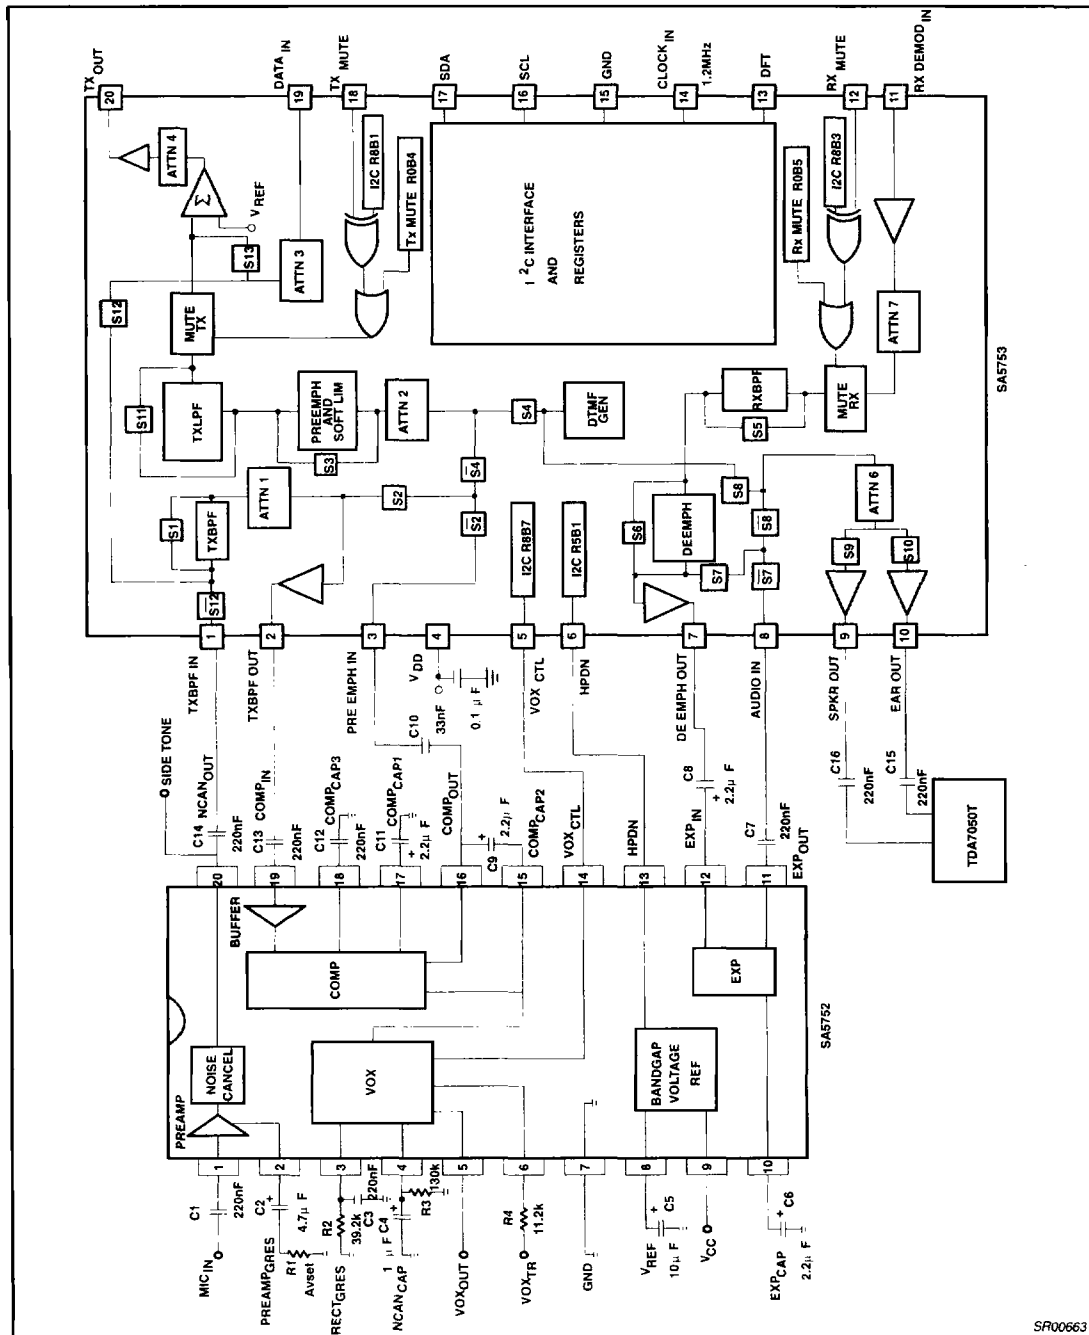 TX OUT
20
DATA IN
19
TX MUTE
18
SDA
17
SCL
16
GND
15
CLOCK IN
14
1.2MHz
DFT
13
RX MUTE
12
RX DEMOD IN
11
ATTN 4
Σ
V REF
S13
ATTN 3
S12
MUTE TX
I2C R8B1
Tx MUTE R0B4
S11
TXLPF
PREEMPH AND SOFT LIM
S3
ATTN 2
S4
DTMF GEN
I 2C INTERFACE AND REGISTERS
Rx MUTE R0B5
I2C R8B3
ATTN 7
MUTE RX
RXBPF
S5
SA5753
S1
TXBPF
ATTN 1
S2
S4
S2
S12
I2C R8B7
I2C R5B1
S6
DEEMPH
S7
S7
S8
S8
ATTN 6
S9
S10
1
2
3
4
5
6
7
8
9
10
TXBPF IN
TXBPF OUT
PRE EMPH IN
V DD
VOX CTL
HPDN
DE EMPH OUT
AUDIO IN
SPKR OUT
EAR OUT
SIDE TONE
C14
220nF
NCAN OUT
C13
220nF
COMP IN
C12
220nF
COMP CAP3
C11
2.2μ F
COMP CAP1
C10
33nF
0.1 μ F
COMP OUT
C9
2.2μ F
COMP CAP2
VOX CTL
HPDN
C8
2.2μ F
EXP IN
C7
220nF
EXP OUT
C16
220nF
C15
220nF
TDA7050T
20
19
18
17
16
15
14
13
12
11
BUFFER
COMP
EXP
PREAMP
NOISE CANCEL
VOX
BANDGAP VOLTAGE REF
SA5752
1
2
3
4
5
6
7
8
9
10
MIC IN
C1
220nF
PREAMP GRES
C2
4.7μ F
R1
Avset
RECT GRES
R2
39.2k
C3
220nF
NCAN CAP
C4
1 μ F
R3
130k
VOX OUT
VOX TR
R4
11.2k
GND
V REF
C5
10μ F
V CC
EXP CAP
C6
2.2μ F
SR00663